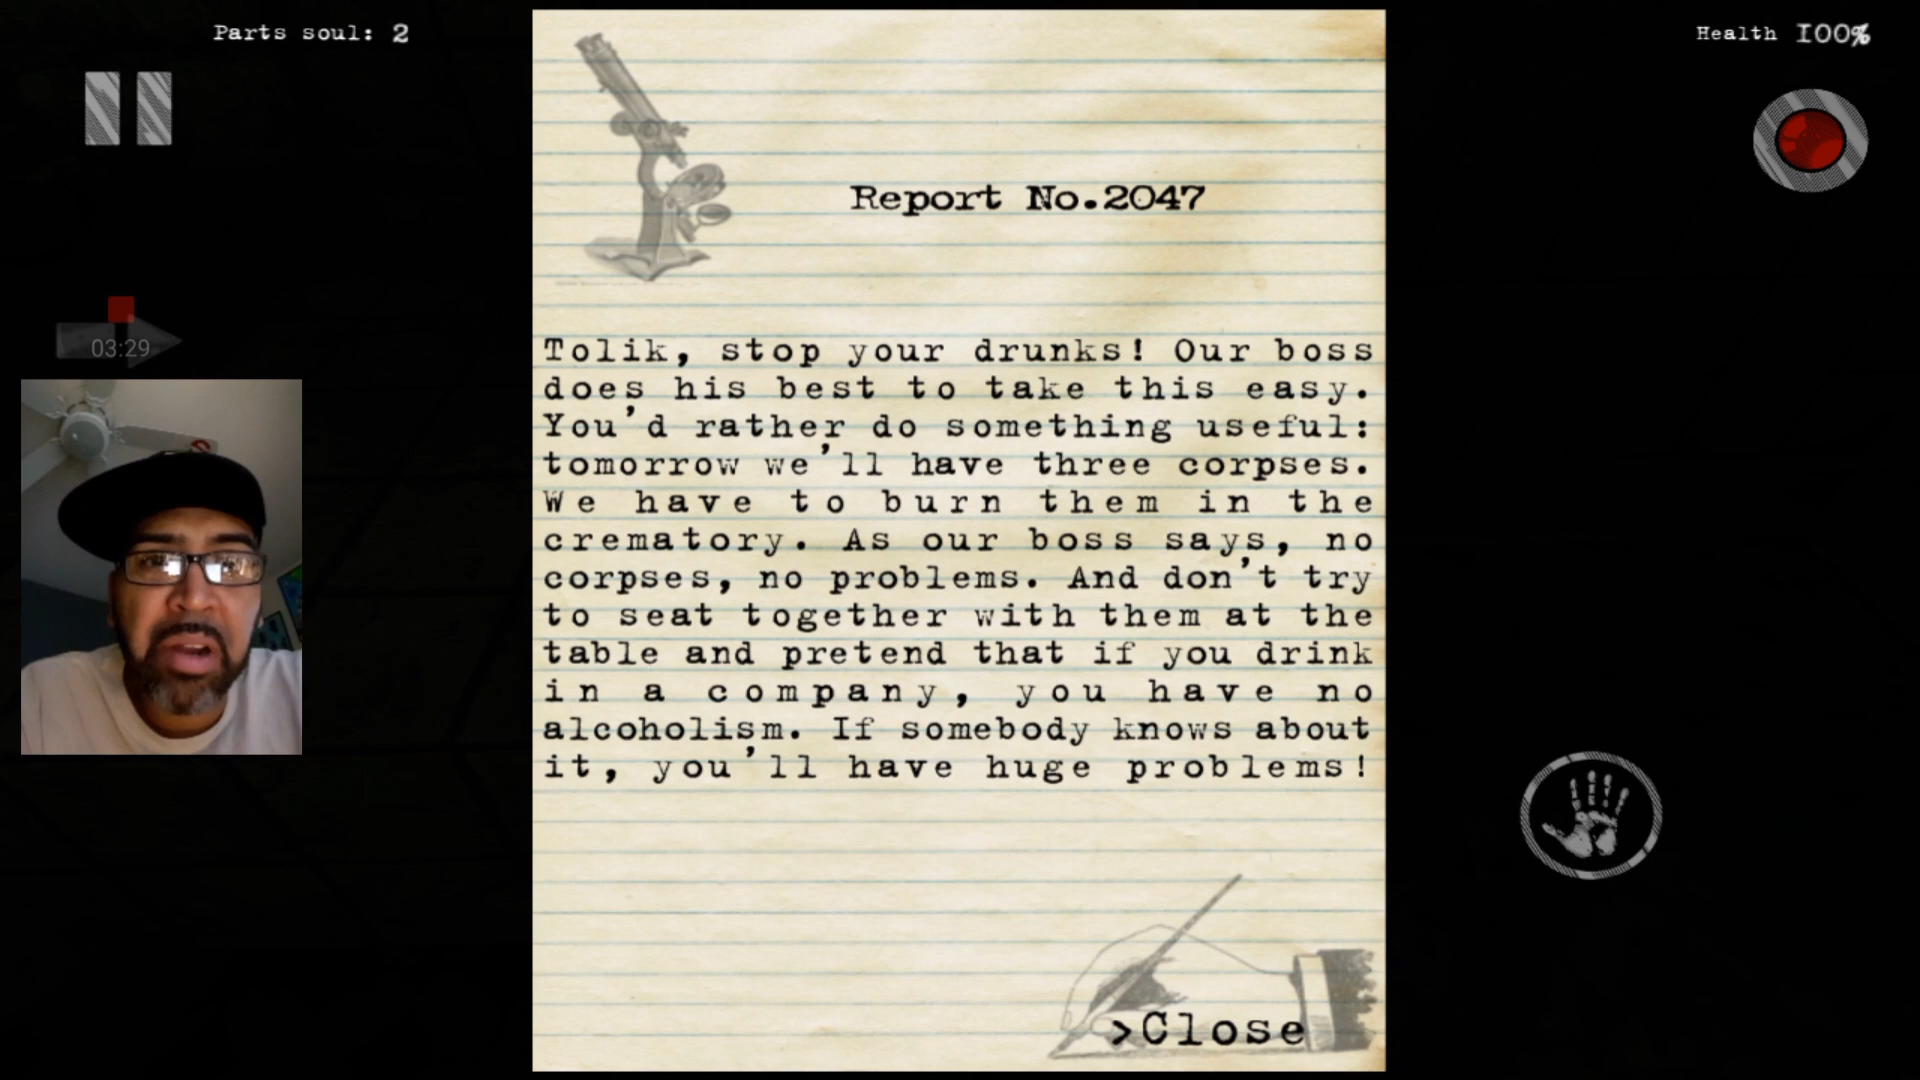 Parts soul: 2
Health 100%
Report No.2047
03:29
Tolik, stop your drunks! Our boss
does his best to take this easy.
You'd rather do something useful:
tomorrow we'll have three corpses.
We have to burn them in the
crematory. As our boss says, no
corpses, no problems. And don't try
to seat together with them at the
table and pretend that if you drink
in a company, you have no
alcoholism. If somebody knows about
it, you'll have huge problems!
>Close